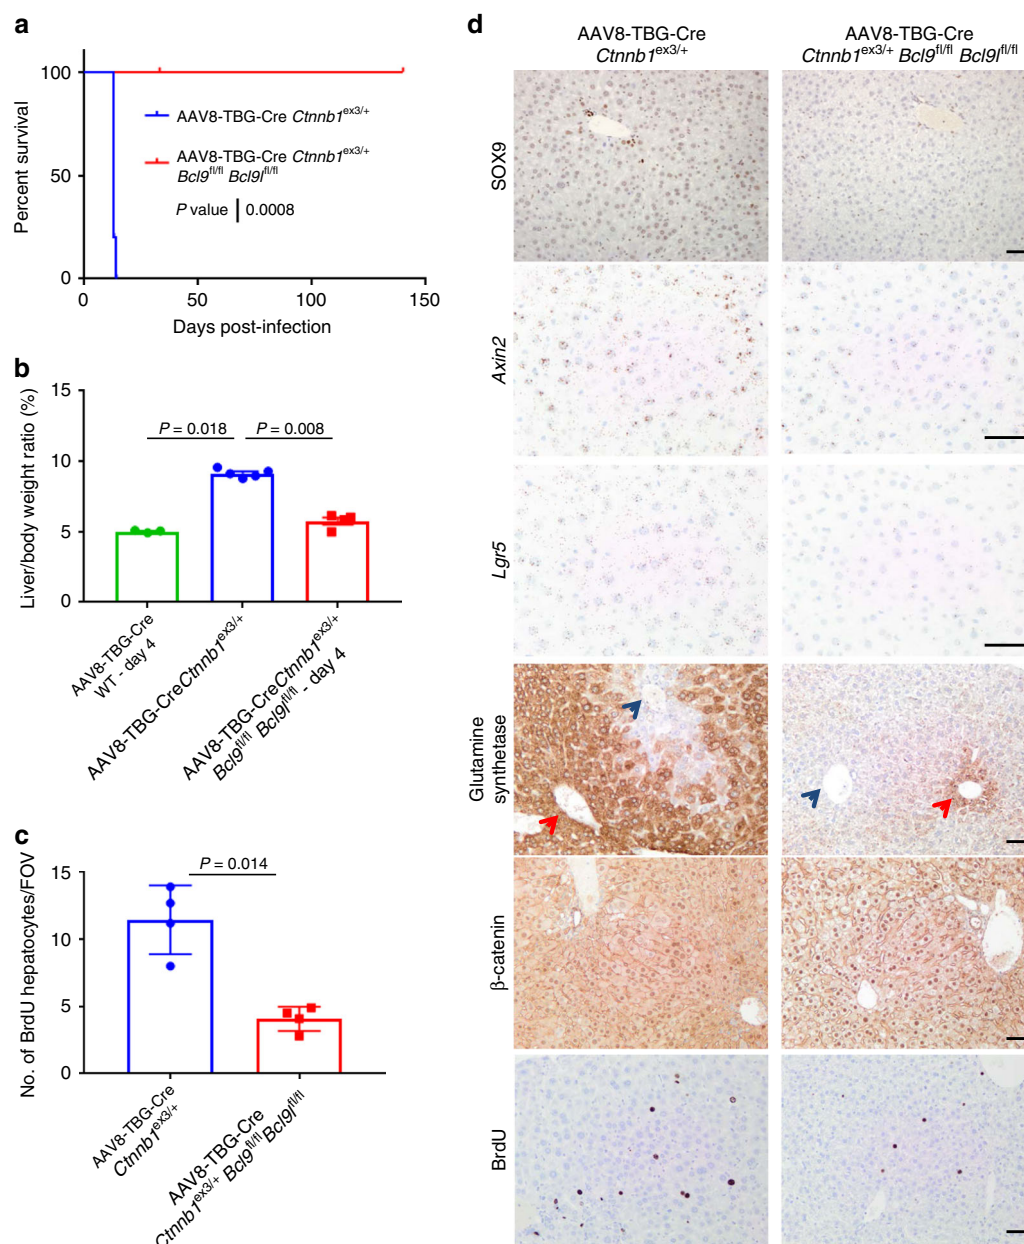 a
Percent survival
100
50
0
0
50
100
150
Days post-infection
AAV8-TBG-Cre Ctnnb1ex3/+
AAV8-TBG-Cre Ctnnb1ex3/+
Bcl9fl/fl Bcl9lfl/fl
P value | 0.0008
b
Liver/body weight ratio (%)
15
10
5
0
P = 0.018
P = 0.008
AAV8-TBG-Cre
WT - day 4
AAV8-TBG-CreCtnnb1ex3/+
AAV8-TBG-CreCtnnb1ex3/+
Bcl9fl/fl Bcl9lfl/fl - day 4
c
No. of BrdU hepatocytes/FOV
15
10
5
0
P = 0.014
AAV8-TBG-Cre
Ctnnb1ex3/+
AAV8-TBG-Cre
Ctnnb1ex3/+ Bcl9fl/fl Bcl9lfl/fl
d
AAV8-TBG-Cre
Ctnnb1ex3/+
AAV8-TBG-Cre
Ctnnb1ex3/+ Bcl9fl/fl Bcl9lfl/fl
SOX9
Axin2
Lgr5
Glutamine
synthetase
β-catenin
BrdU